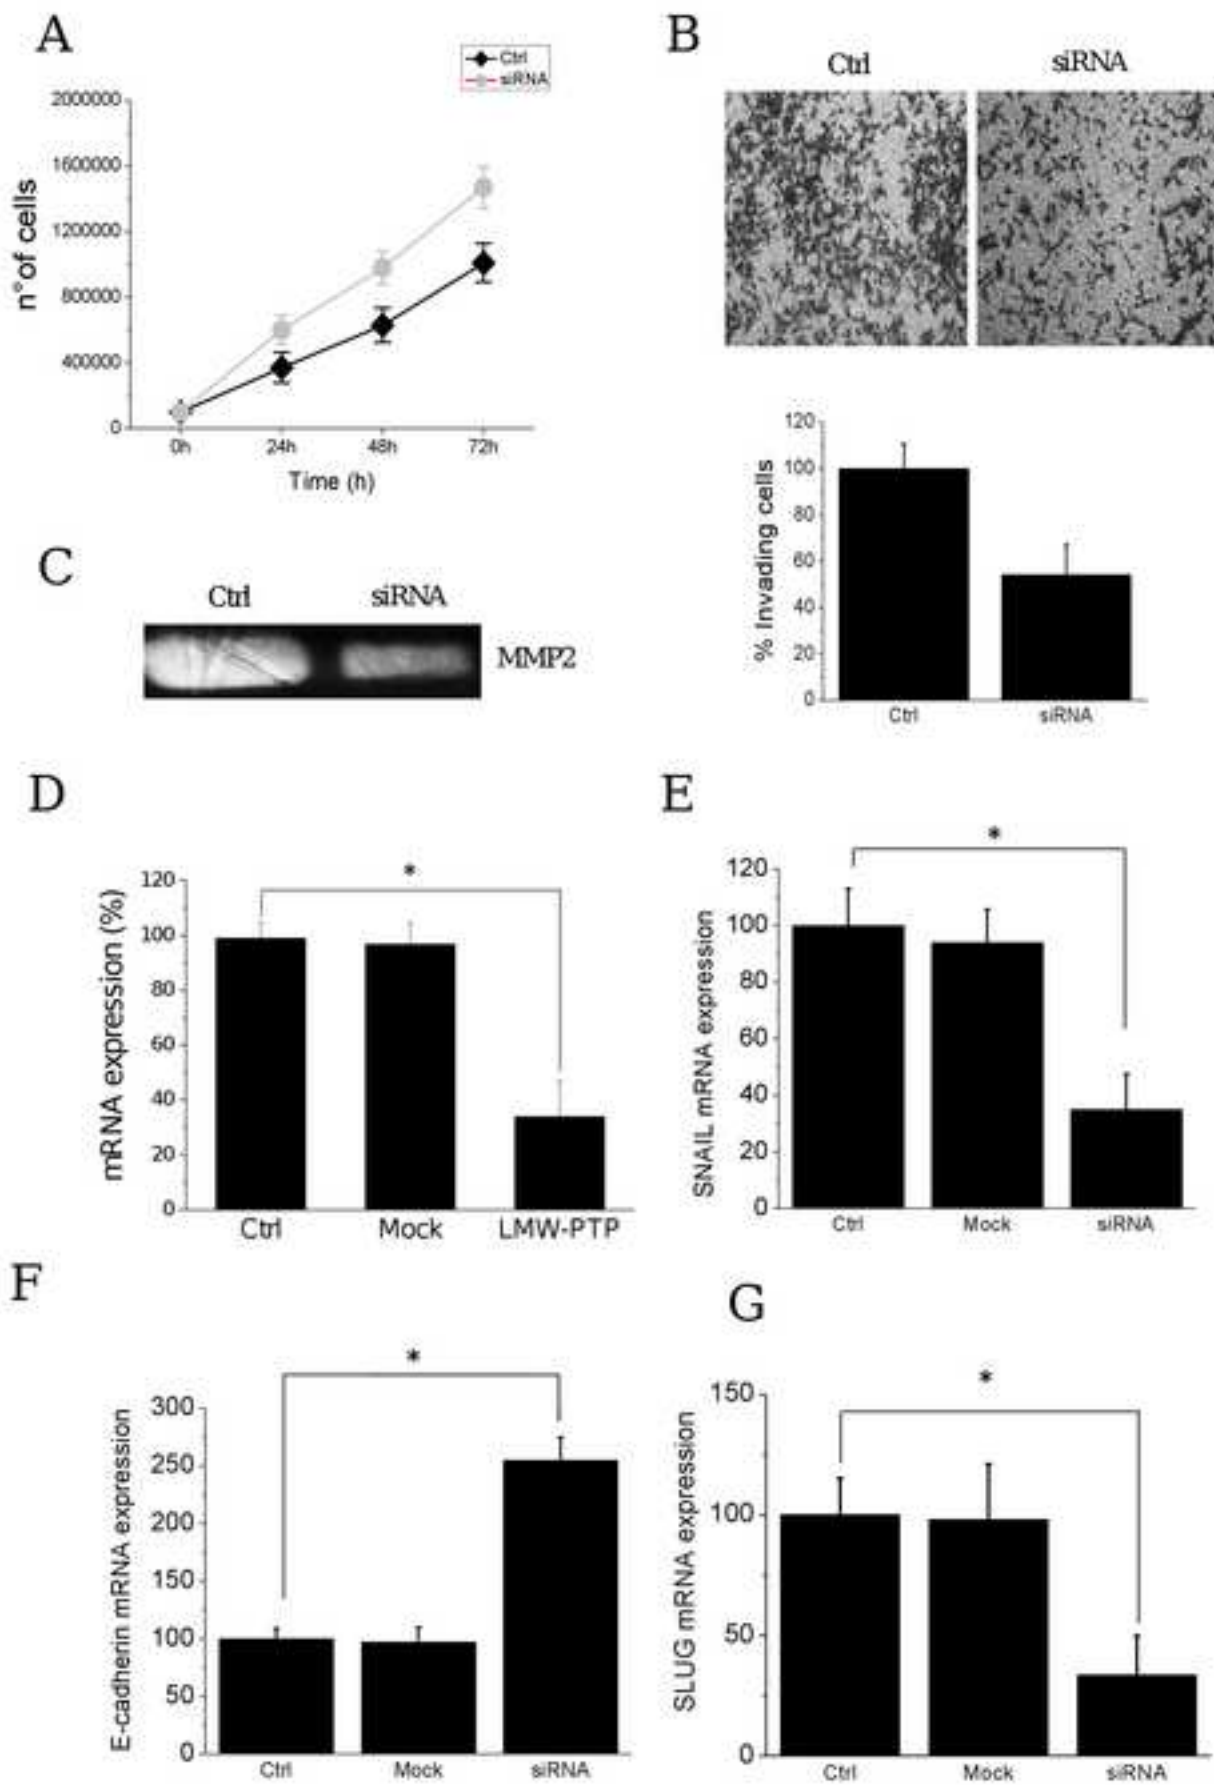 A
Ctrl
siRNA
2000000
1600000
1200000
800000
400000
0
n°of cells
0h 24h 48h 72h
Time (h)
B
Ctrl siRNA
120
100
80
60
40
20
0
% Invading cells
Ctrl siRNA
C
Ctrl siRNA
MMP2
D
*
120
100
80
60
40
20
0
mRNA expression (%)
Ctrl Mock LMW-PTP
E
*
120
100
80
60
40
20
0
SNAIL mRNA expression
Ctrl Mock siRNA
F
*
300
250
200
150
100
50
0
E-cadherin mRNA expression
Ctrl Mock siRNA
G
*
150
100
50
0
SLUG mRNA expression
Ctrl Mock siRNA